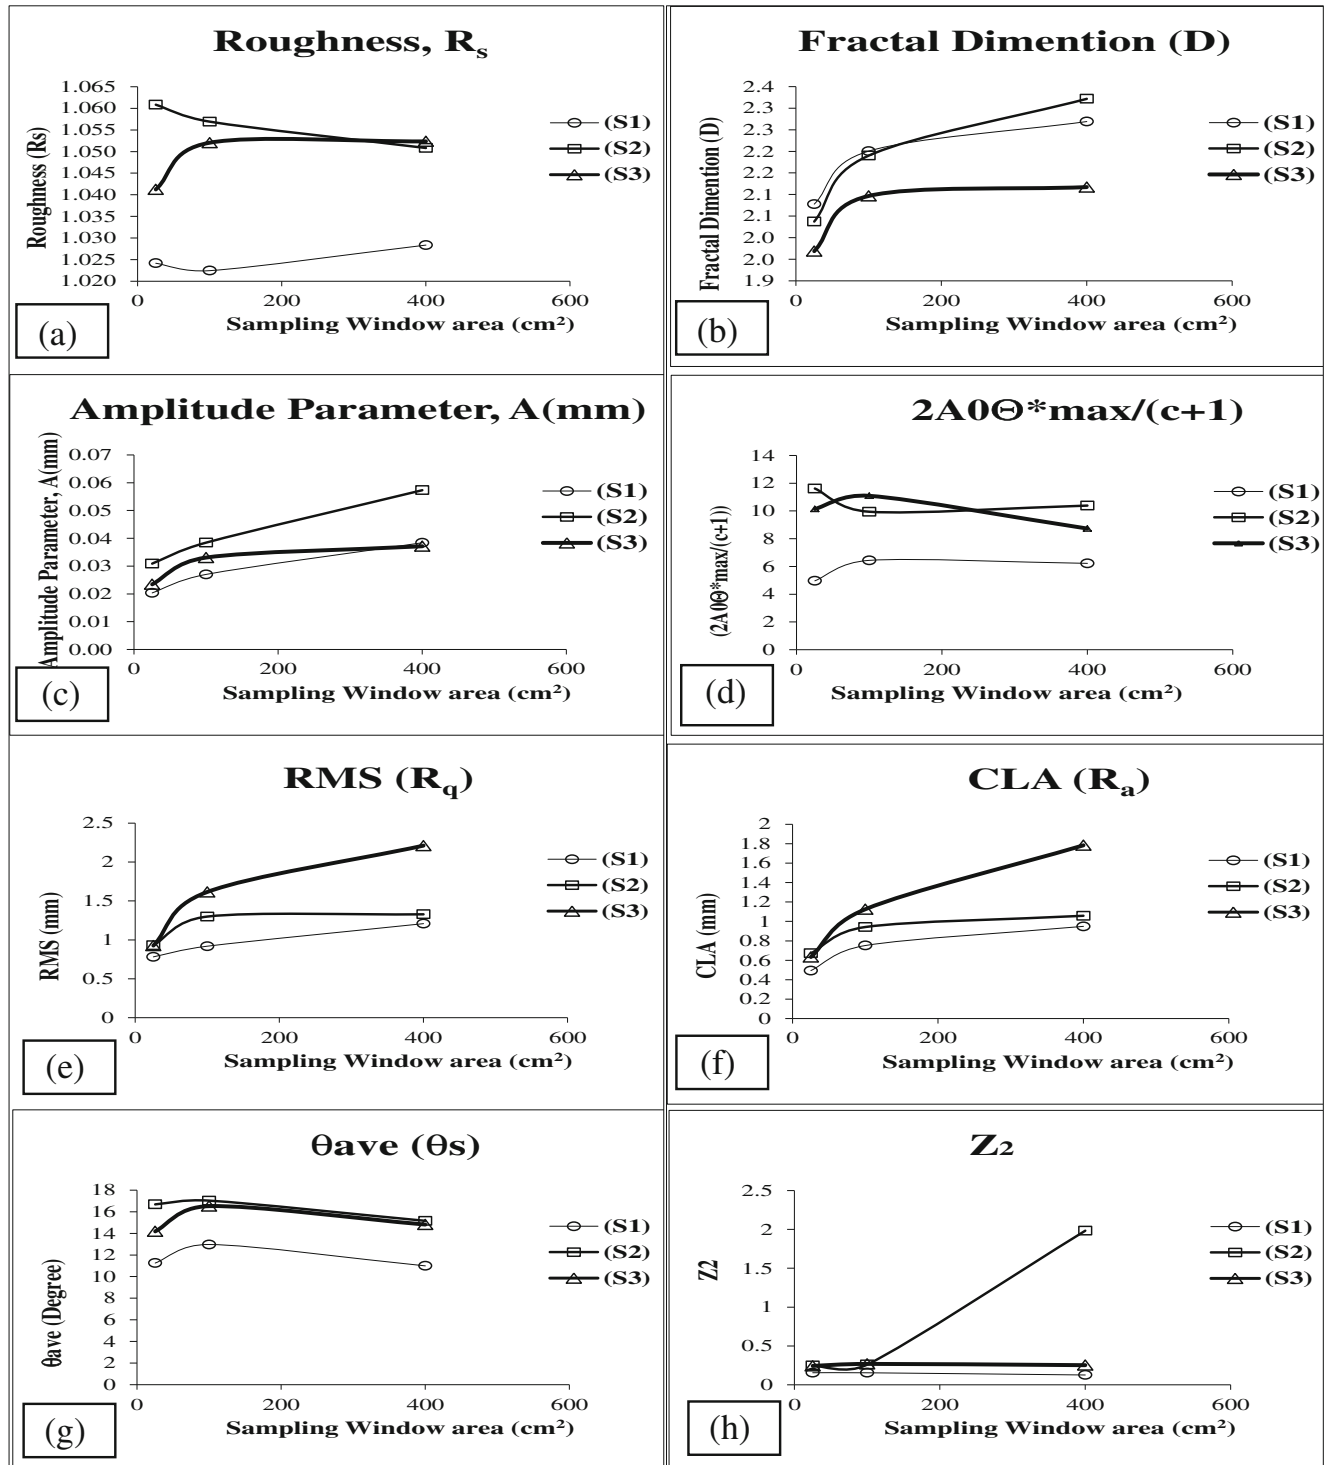 Roughness, Rs
Roughness (Rs)
1.065
1.060
1.055
1.050
1.045
1.040
1.035
1.030
1.025
1.020
0 200 400 600
Sampling Window area (cm²)
(S1)
(S2)
(S3)
(a)
Fractal Dimention (D)
Fractal Dimention (D)
2.4
2.3
2.3
2.2
2.2
2.1
2.1
2.0
2.0
1.9
0 200 400 600
Sampling Window area (cm²)
(S1)
(S2)
(S3)
(b)
Amplitude Parameter, A(mm)
Amplitude Parameter, A(mm)
0.07
0.06
0.05
0.04
0.03
0.02
0.01
0.00
0 200 400 600
Sampling Window area (cm²)
(S1)
(S2)
(S3)
(c)
2A0Θ*max/(c+1)
(2A0Θ*max/(c+1))
14
12
10
8
6
4
2
0
0 200 400 600
Sampling Window area (cm²)
(S1)
(S2)
(S3)
(d)
RMS (Rq)
RMS (mm)
2.5
2
1.5
1
0.5
0
0 200 400 600
Sampling Window area (cm²)
(S1)
(S2)
(S3)
(e)
CLA (Ra)
CLA (mm)
2
1.8
1.6
1.4
1.2
1
0.8
0.6
0.4
0.2
0
0 200 400 600
Sampling Window area (cm²)
(S1)
(S2)
(S3)
(f)
θave (θs)
θave (Degree)
18
16
14
12
10
8
6
4
2
0
0 200 400 600
Sampling Window area (cm²)
(S1)
(S2)
(S3)
(g)
Z2
Z2
2.5
2
1.5
1
0.5
0
0 200 400 600
Sampling Window area (cm²)
(S1)
(S2)
(S3)
(h)